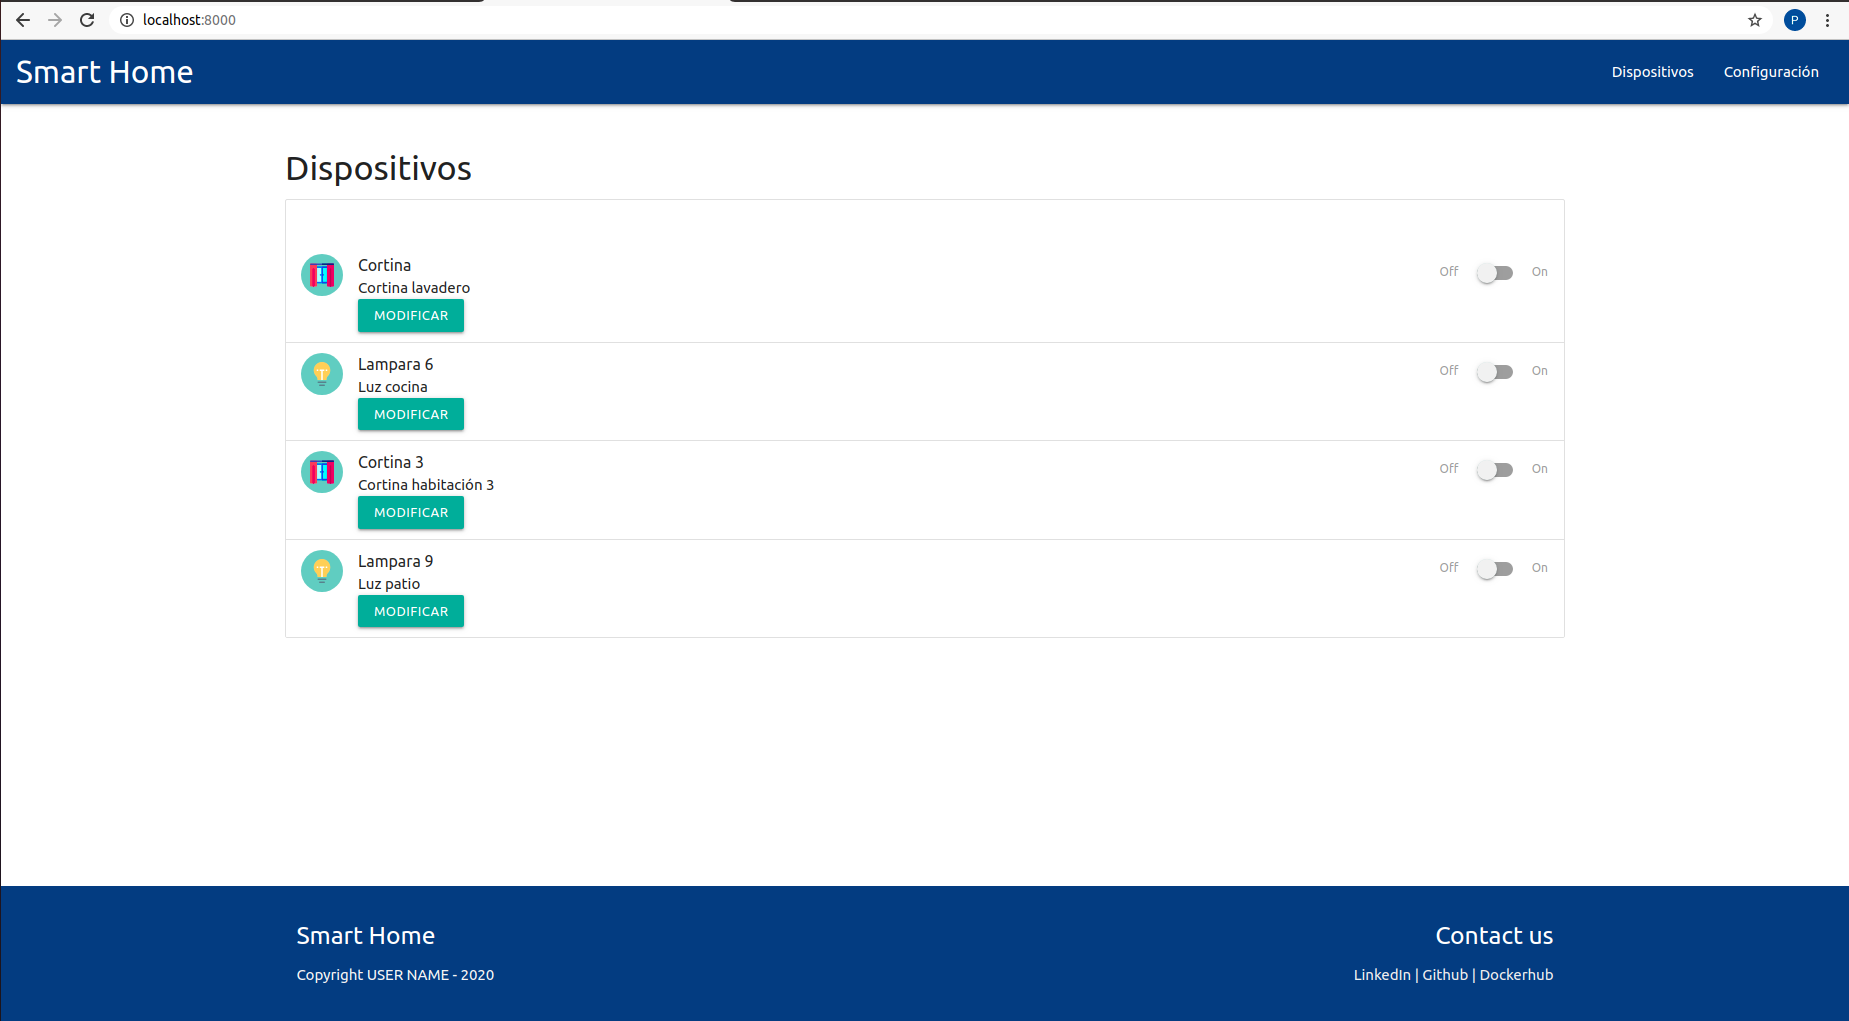 localhost:8000
P
Smart Home
Dispositivos Configuración
Dispositivos
Cortina
Cortina lavadero
MODIFICAR
Off On
Lampara 6
Luz cocina
MODIFICAR
Off On
Cortina 3
Cortina habitación 3
MODIFICAR
Off On
Lampara 9
Luz patio
MODIFICAR
Off On
Smart Home
Copyright USER NAME - 2020
Contact us
LinkedIn | Github | Dockerhub